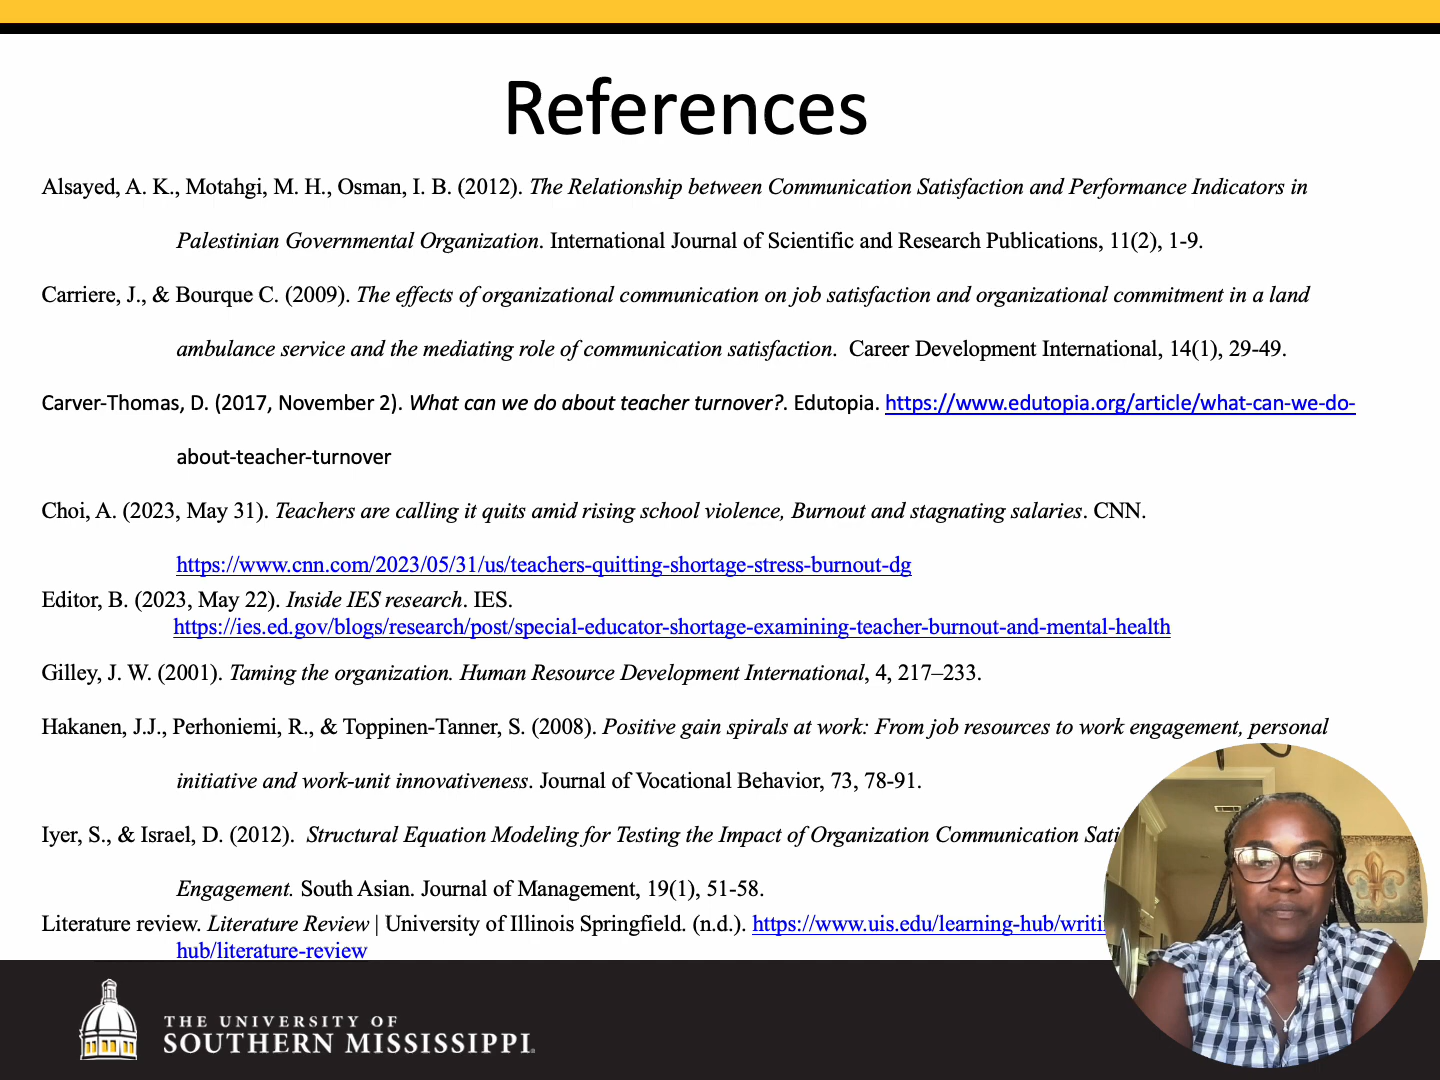 References
Alsayed, A. K., Motahgi, M. H., Osman, I. B. (2012). The Relationship between Communication Satisfaction and Performance Indicators in
Palestinian Governmental Organization. International Journal of Scientific and Research Publications, 11(2), 1-9.
Carriere, J., & Bourque C. (2009). The effects of organizational communication on job satisfaction and organizational commitment in a land
ambulance service and the mediating role of communication satisfaction.  Career Development International, 14(1), 29-49.
Carver-Thomas, D. (2017, November 2). What can we do about teacher turnover?. Edutopia. https://www.edutopia.org/article/what-can-we-do-
about-teacher-turnover
Choi, A. (2023, May 31). Teachers are calling it quits amid rising school violence, Burnout and stagnating salaries. CNN.
https://www.cnn.com/2023/05/31/us/teachers-quitting-shortage-stress-burnout-dg
Editor, B. (2023, May 22). Inside IES research. IES.
https://ies.ed.gov/blogs/research/post/special-educator-shortage-examining-teacher-burnout-and-mental-health
Gilley, J. W. (2001). Taming the organization. Human Resource Development International, 4, 217–233.
Hakanen, J.J., Perhoniemi, R., & Toppinen-Tanner, S. (2008). Positive gain spirals at work: From job resources to work engagement, personal
initiative and work-unit innovativeness. Journal of Vocational Behavior, 73, 78-91.
Iyer, S., & Israel, D. (2012).  Structural Equation Modeling for Testing the Impact of Organization Communication
Engagement. South Asian. Journal of Management, 19(1), 51-58.
Literature review. Literature Review | University of Illinois Springfield. (n.d.). https://www.uis.edu/learning-hub/writi
hub/literature-review
THE UNIVERSITY OF
SOUTHERN MISSISSIPPI